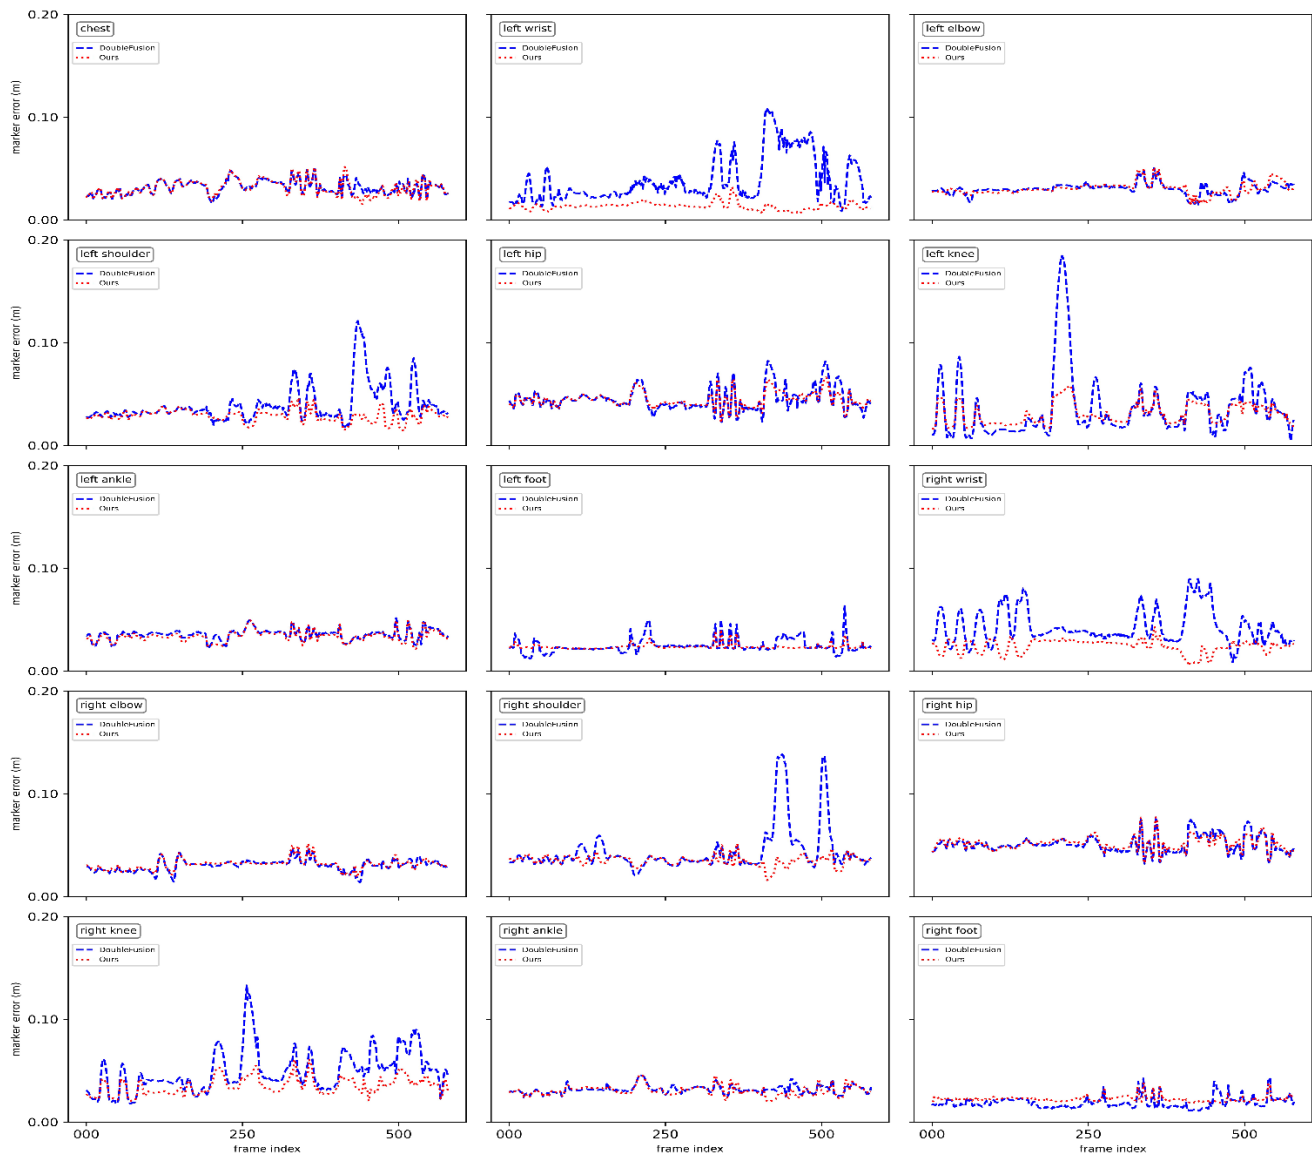 0.20
chest
DoubleFusion
Ours
marker error (m)
0.10
0.00
left wrist
DoubleFusion
Ours
left elbow
DoubleFusion
Ours
0.20
left shoulder
DoubleFusion
Ours
marker error (m)
0.10
0.00
left hip
DoubleFusion
Ours
left knee
DoubleFusion
Ours
0.20
left ankle
DoubleFusion
Ours
marker error (m)
0.10
0.00
left foot
DoubleFusion
Ours
right wrist
DoubleFusion
Ours
0.20
right elbow
DoubleFusion
Ours
marker error (m)
0.10
0.00
right shoulder
DoubleFusion
Ours
right hip
DoubleFusion
Ours
0.20
right knee
DoubleFusion
Ours
marker error (m)
0.10
0.00
000 250 500
frame index
right ankle
DoubleFusion
Ours
000 250 500
frame index
right foot
DoubleFusion
Ours
000 250 500
frame index